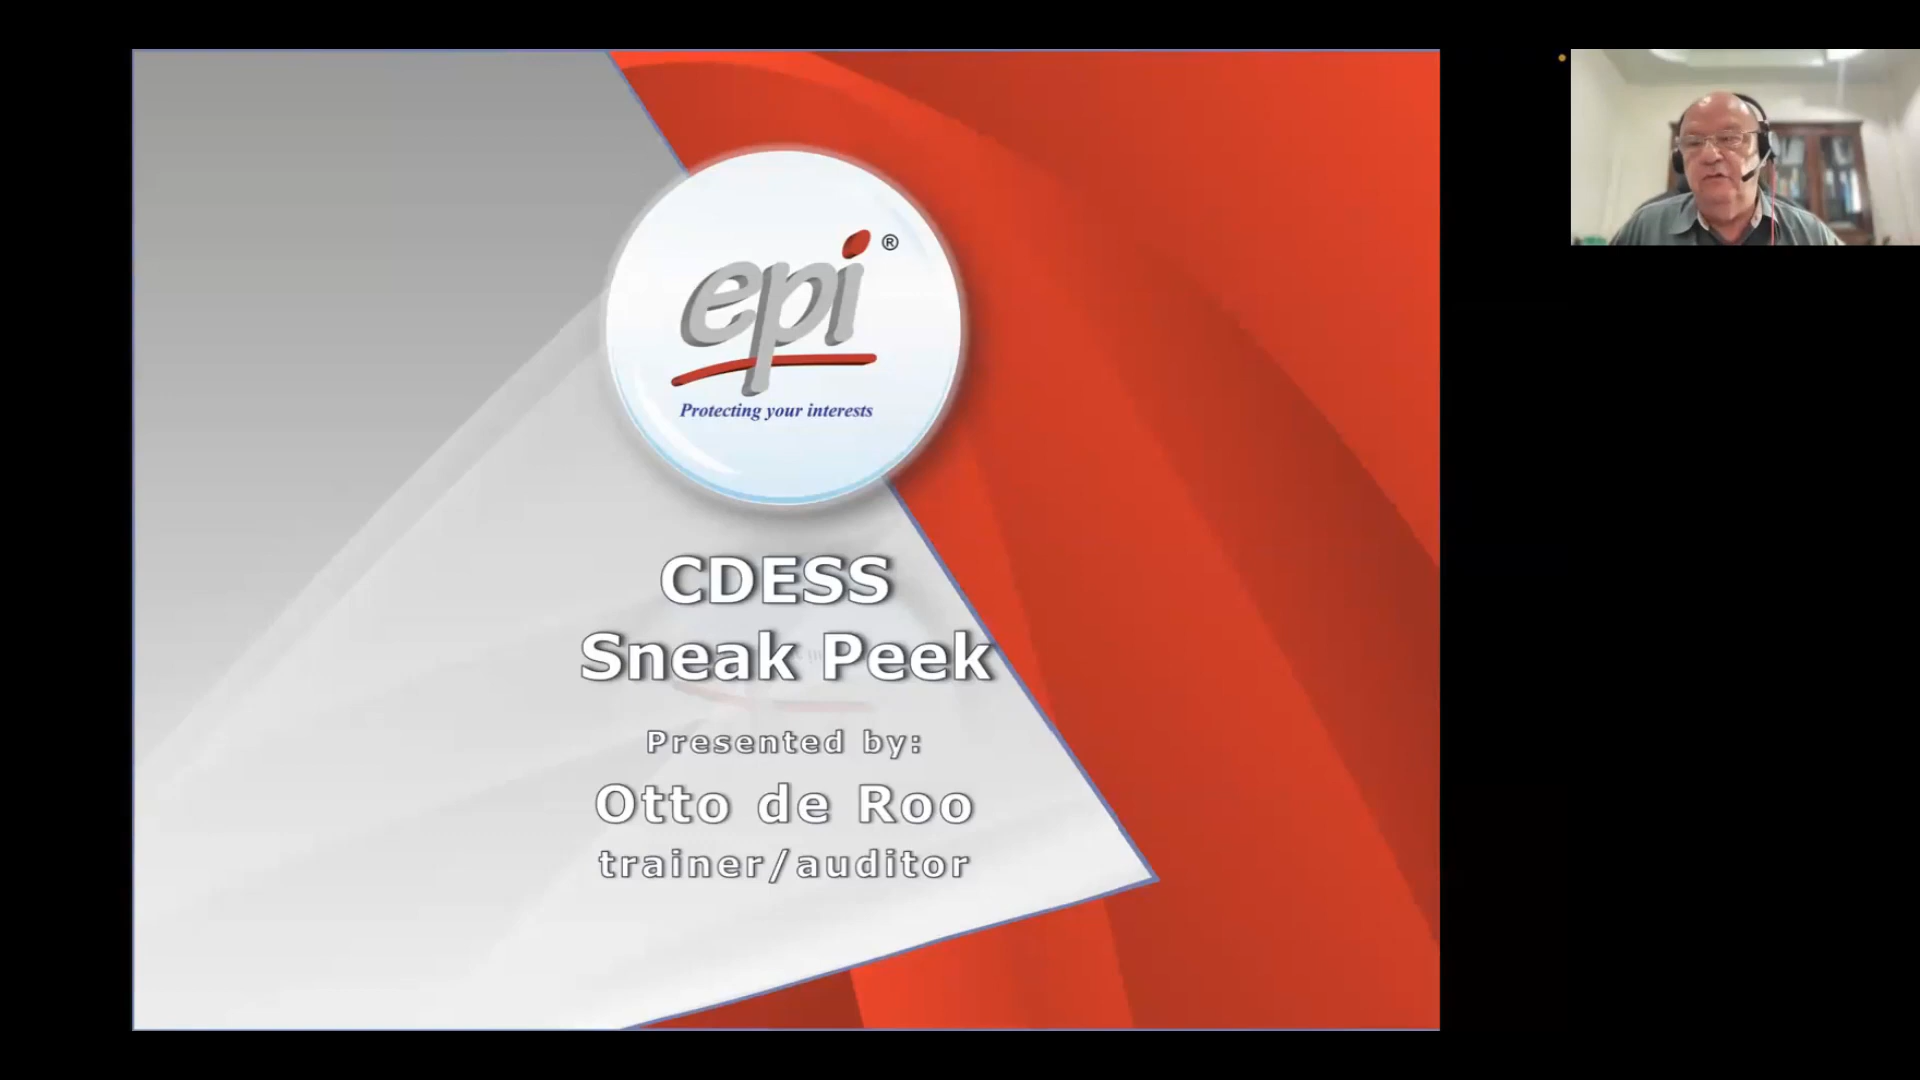 epi®
Protecting your interests
CDESS
Sneak Peek
Presented by:
Otto de Roo
trainer/auditor